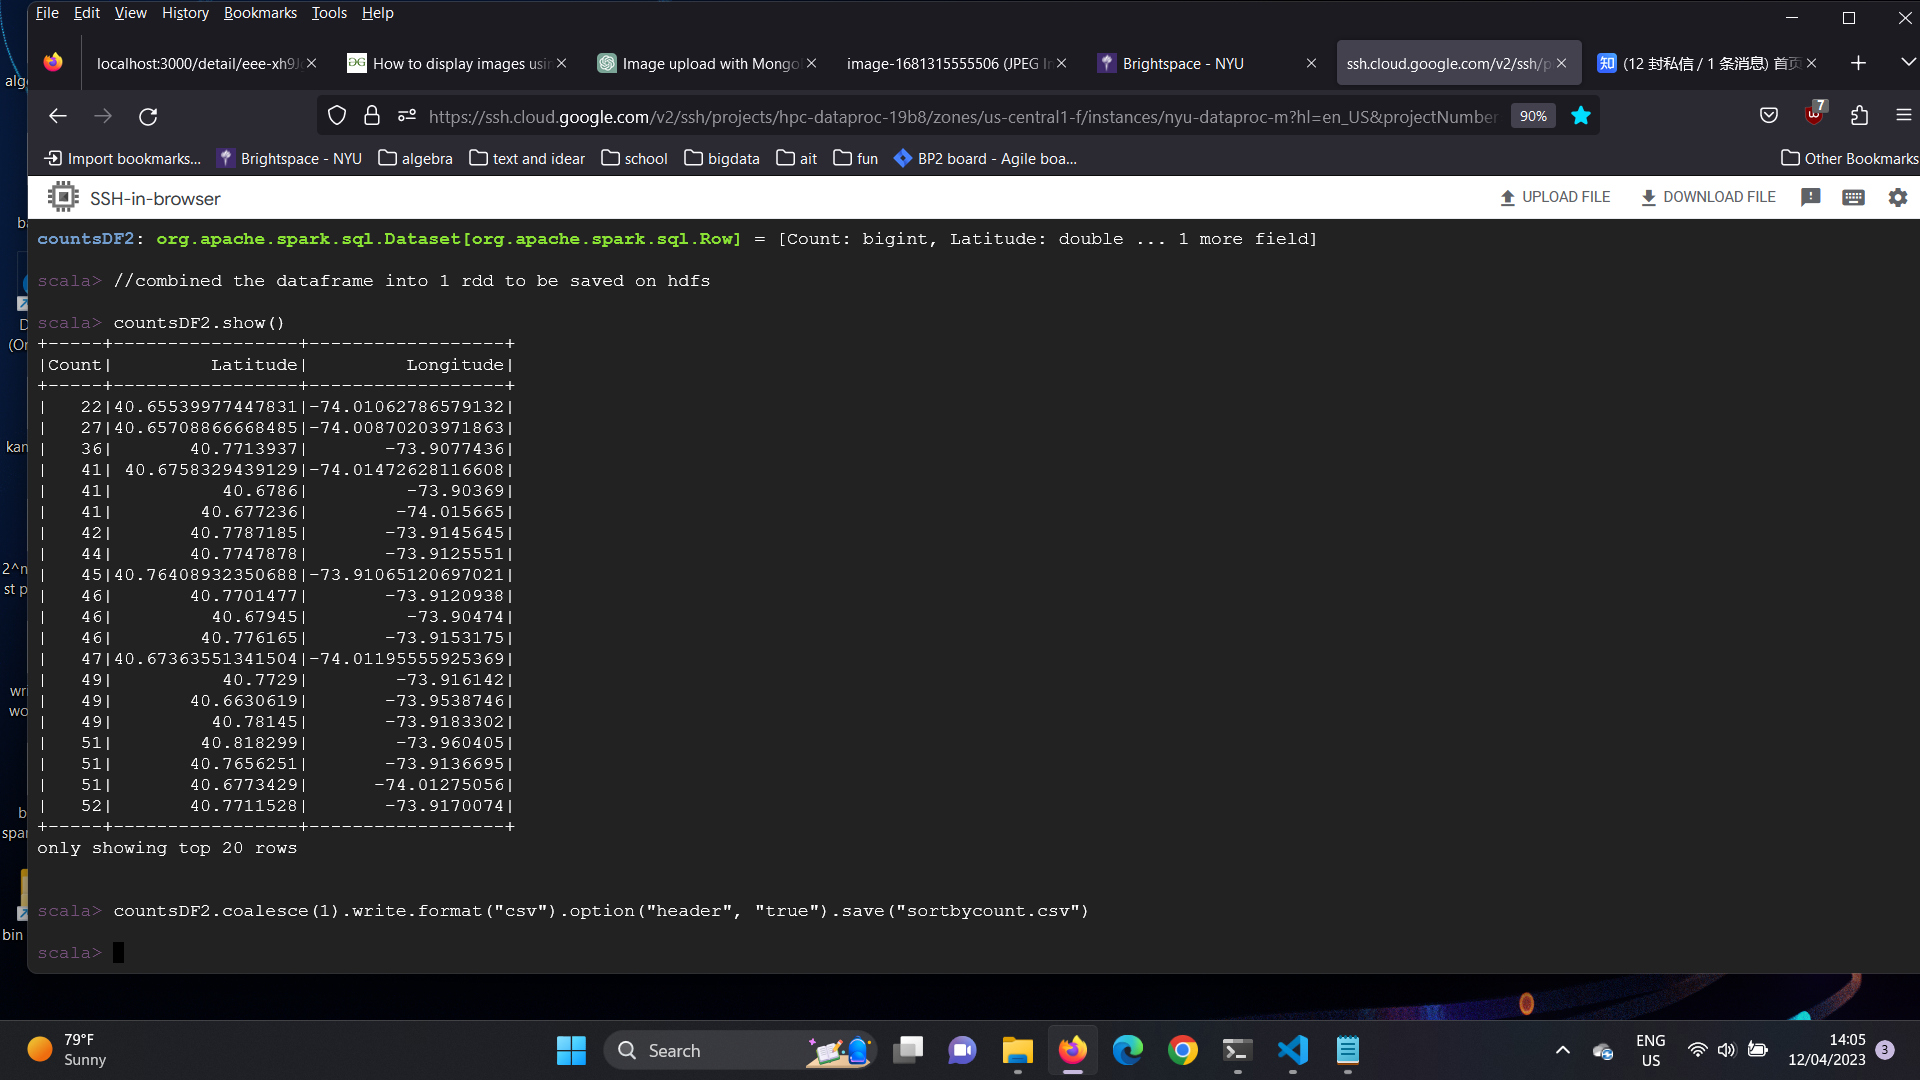 File Edit View History Bookmarks Tools Help
localhost:3000/detail/eee-xh9J
How to display images usin
Image upload with Mongo
image-1681315555506 (JPEG I
Brightspace - NYU
ssh.cloud.google.com/v2/ssh/p
(12 封私信 / 1 条消息) 首页
https://ssh.cloud.google.com/v2/ssh/projects/hpc-dataproc-19b8/zones/us-central1-f/instances/nyu-dataproc-m?hl=en_US&projectNumber
90%
7
Import bookmarks... Brightspace - NYU algebra text and idear school bigdata ait fun BP2 board - Agile boa... Other Bookmarks
SSH-in-browser UPLOAD FILE DOWNLOAD FILE
countsDF2: org.apache.spark.sql.Dataset[org.apache.spark.sql.Row] = [Count: bigint, Latitude: double ... 1 more field]
scala> //combined the dataframe into 1 rdd to be saved on hdfs
scala> countsDF2.show()
+-----+-----------------+------------------+
|Count|         Latitude|         Longitude|
+-----+-----------------+------------------+
|   22|40.65539977447831|-74.01062786579132|
|   27|40.65708866668485|-74.00870203971863|
|   36|       40.7713937|       -73.9077436|
|   41| 40.6758329439129|-74.01472628116608|
|   41|          40.6786|         -73.90369|
|   41|        40.677236|        -74.015665|
|   42|       40.7787185|       -73.9145645|
|   44|       40.7747878|       -73.9125551|
|   45|40.76408932350688|-73.91065120697021|
|   46|       40.7701477|       -73.9120938|
|   46|         40.67945|         -73.90474|
|   46|        40.776165|       -73.9153175|
|   47|40.67363551341504|-74.01195555925369|
|   49|          40.7729|        -73.916142|
|   49|       40.6630619|       -73.9538746|
|   49|         40.78145|       -73.9183302|
|   51|        40.818299|        -73.960405|
|   51|       40.7656251|       -73.9136695|
|   51|       40.6773429|      -74.01275056|
|   52|       40.7711528|       -73.9170074|
+-----+-----------------+------------------+
only showing top 20 rows
scala> countsDF2.coalesce(1).write.format("csv").option("header", "true").save("sortbycount.csv")
scala>
alg
b
D
(Or
kan
2^n
st p
wri
wo
b
spar
bin
79°F
Sunny
Search
ENG
US
14:05
12/04/2023
3